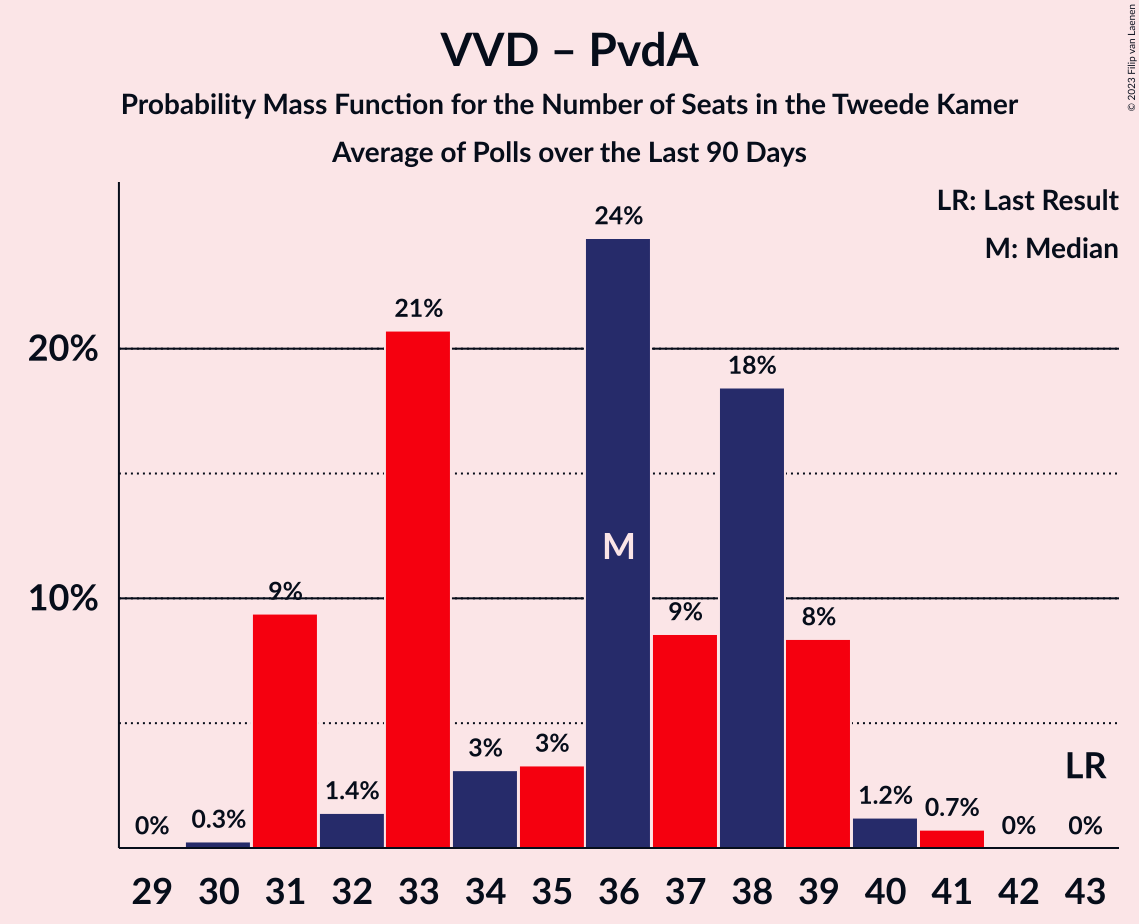 VVD – PvdA
Probability Mass Function for the Number of Seats in the Tweede Kamer
Average of Polls over the Last 90 Days
© 2023 Filip van Laenen
LR: Last Result
M: Median
20%
10%
0%
0.3%
9%
1.4%
21%
3%
3%
24%
9%
18%
8%
1.2%
0.7%
0%
0%
M
LR
29 30 31 32 33 34 35 36 37 38 39 40 41 42 43